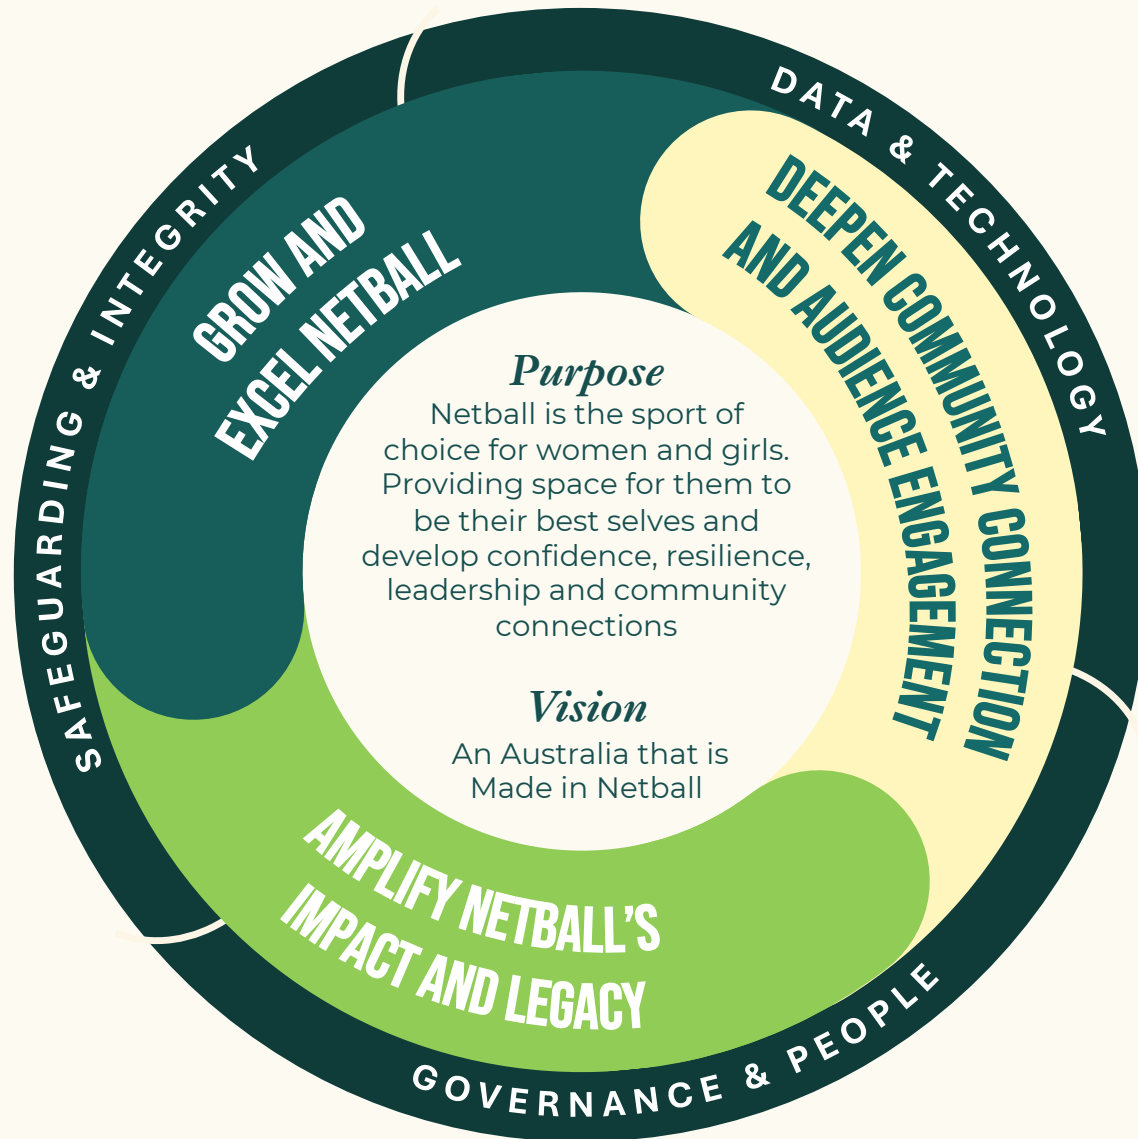 SAFEGUARDING & INTEGRITY
DATA & TECHNOLOGY
GROW AND
EXCEL NETBALL
DEEPEN COMMUNITY CONNECTION
AND AUDIENCE ENGAGEMENT
Purpose
Netball is the sport of
choice for women and girls.
Providing space for them to
be their best selves and
develop confidence, resilience,
leadership and community
connections
Vision
An Australia that is
Made in Netball
AMPLIFY NETBALL’S
IMPACT AND LEGACY
GOVERNANCE & PEOPLE